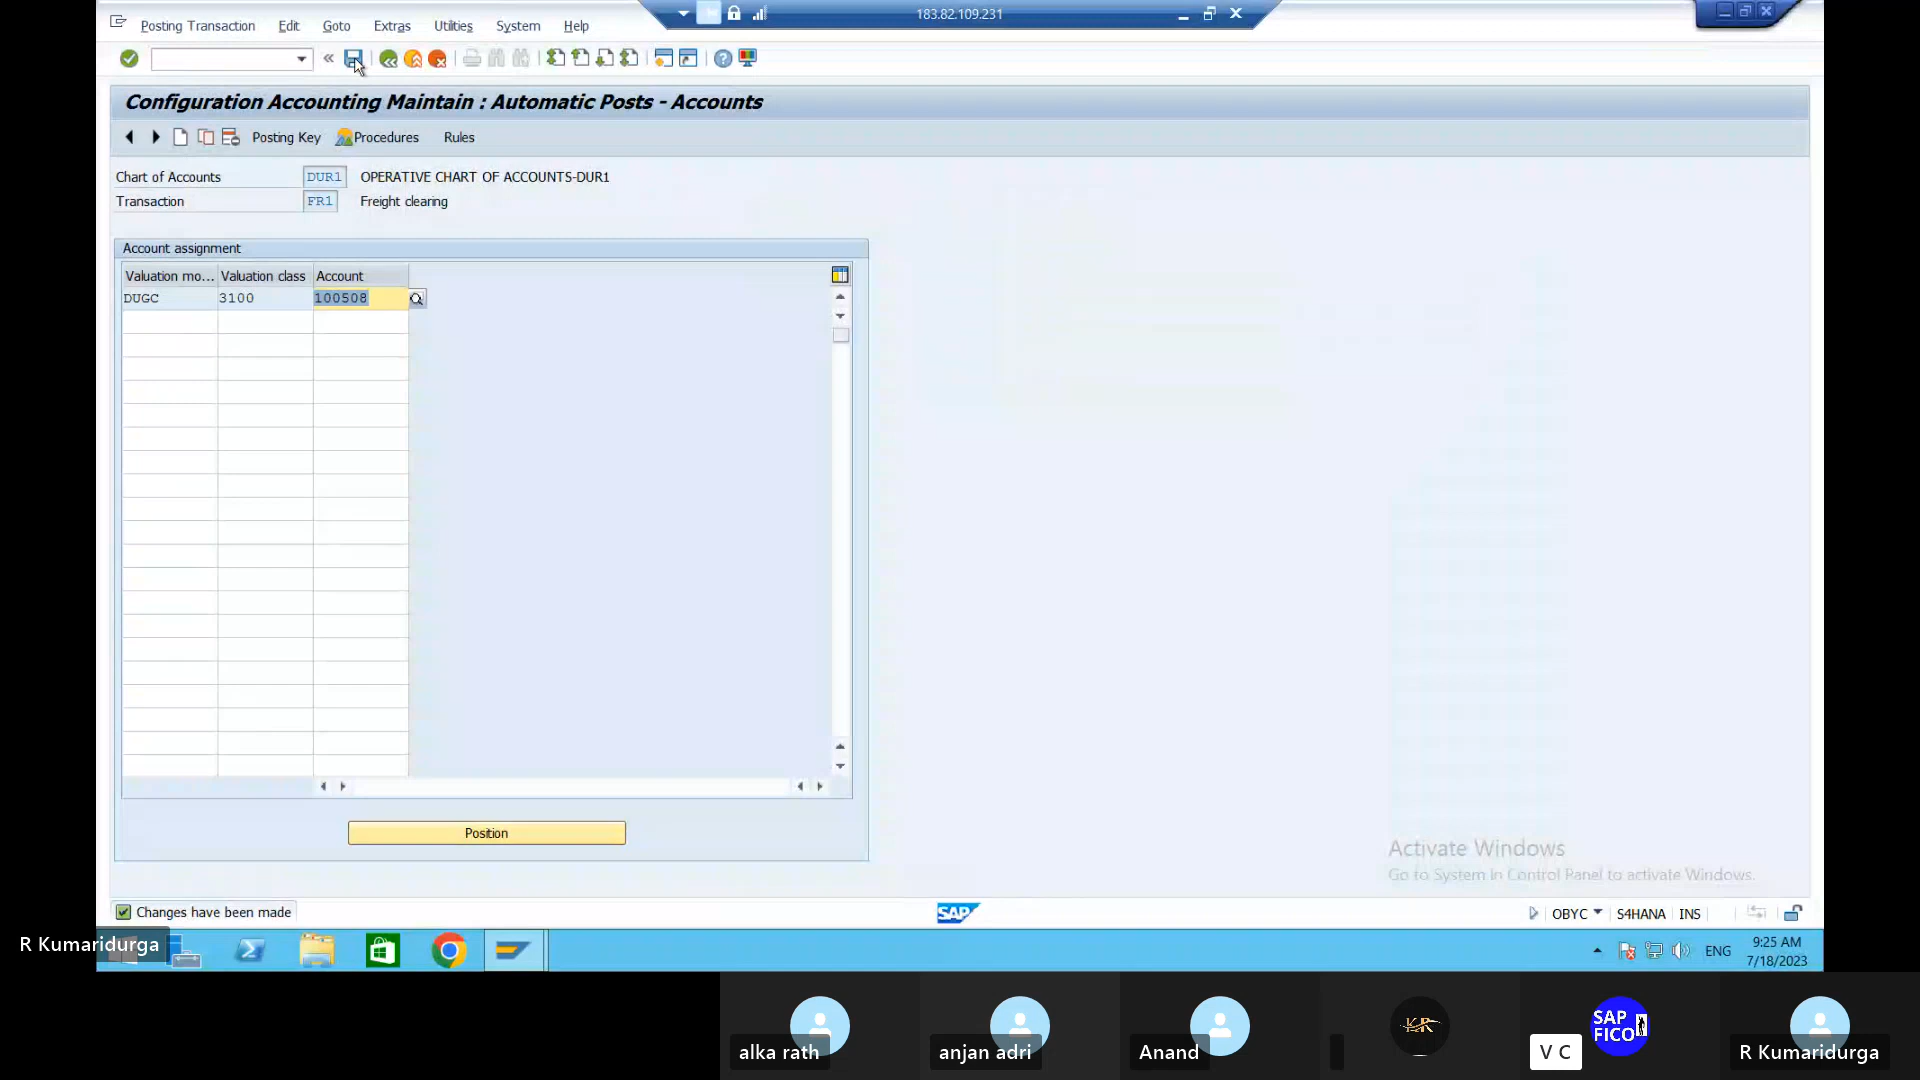 183.82.109.231
Posting Transaction Edit Goto Extras Utilities System Help
Configuration Accounting Maintain : Automatic Posts - Accounts
Posting Key Procedures Rules
Chart of Accounts DUR1 OPERATIVE CHART OF ACCOUNTS-DUR1
Transaction FR1 Freight clearing
Account assignment
Valuation mo... Valuation class Account
DUGC 3100 100508
Position
Activate Windows
Go to System in Control Panel to activate Windows.
Changes have been made
SAP
OBYC S4HANA INS
R Kumaridurga
ENG
9:25 AM
7/18/2023
SAP
FICO
alka rath
anjan adri
Anand
KR
V C
R Kumaridurga